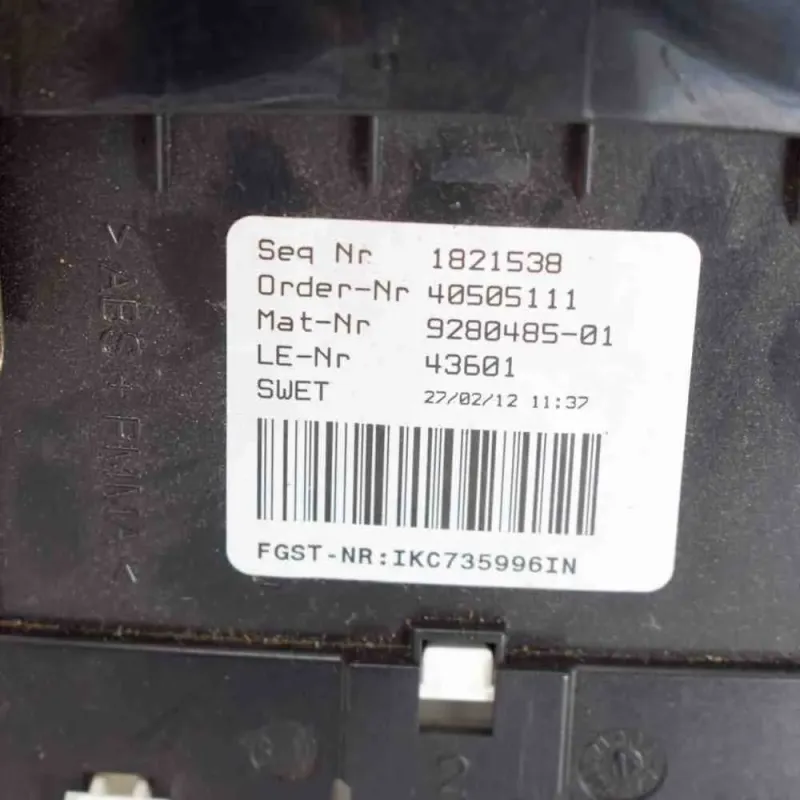 Seq Nr 1821538
Order-Nr 40505111
Mat-Nr 9280485-01
LE-Nr 43601
SWET 27/02/12 11:37
FGST-NR:IKC735996IN
>ABS+PMMA<
2